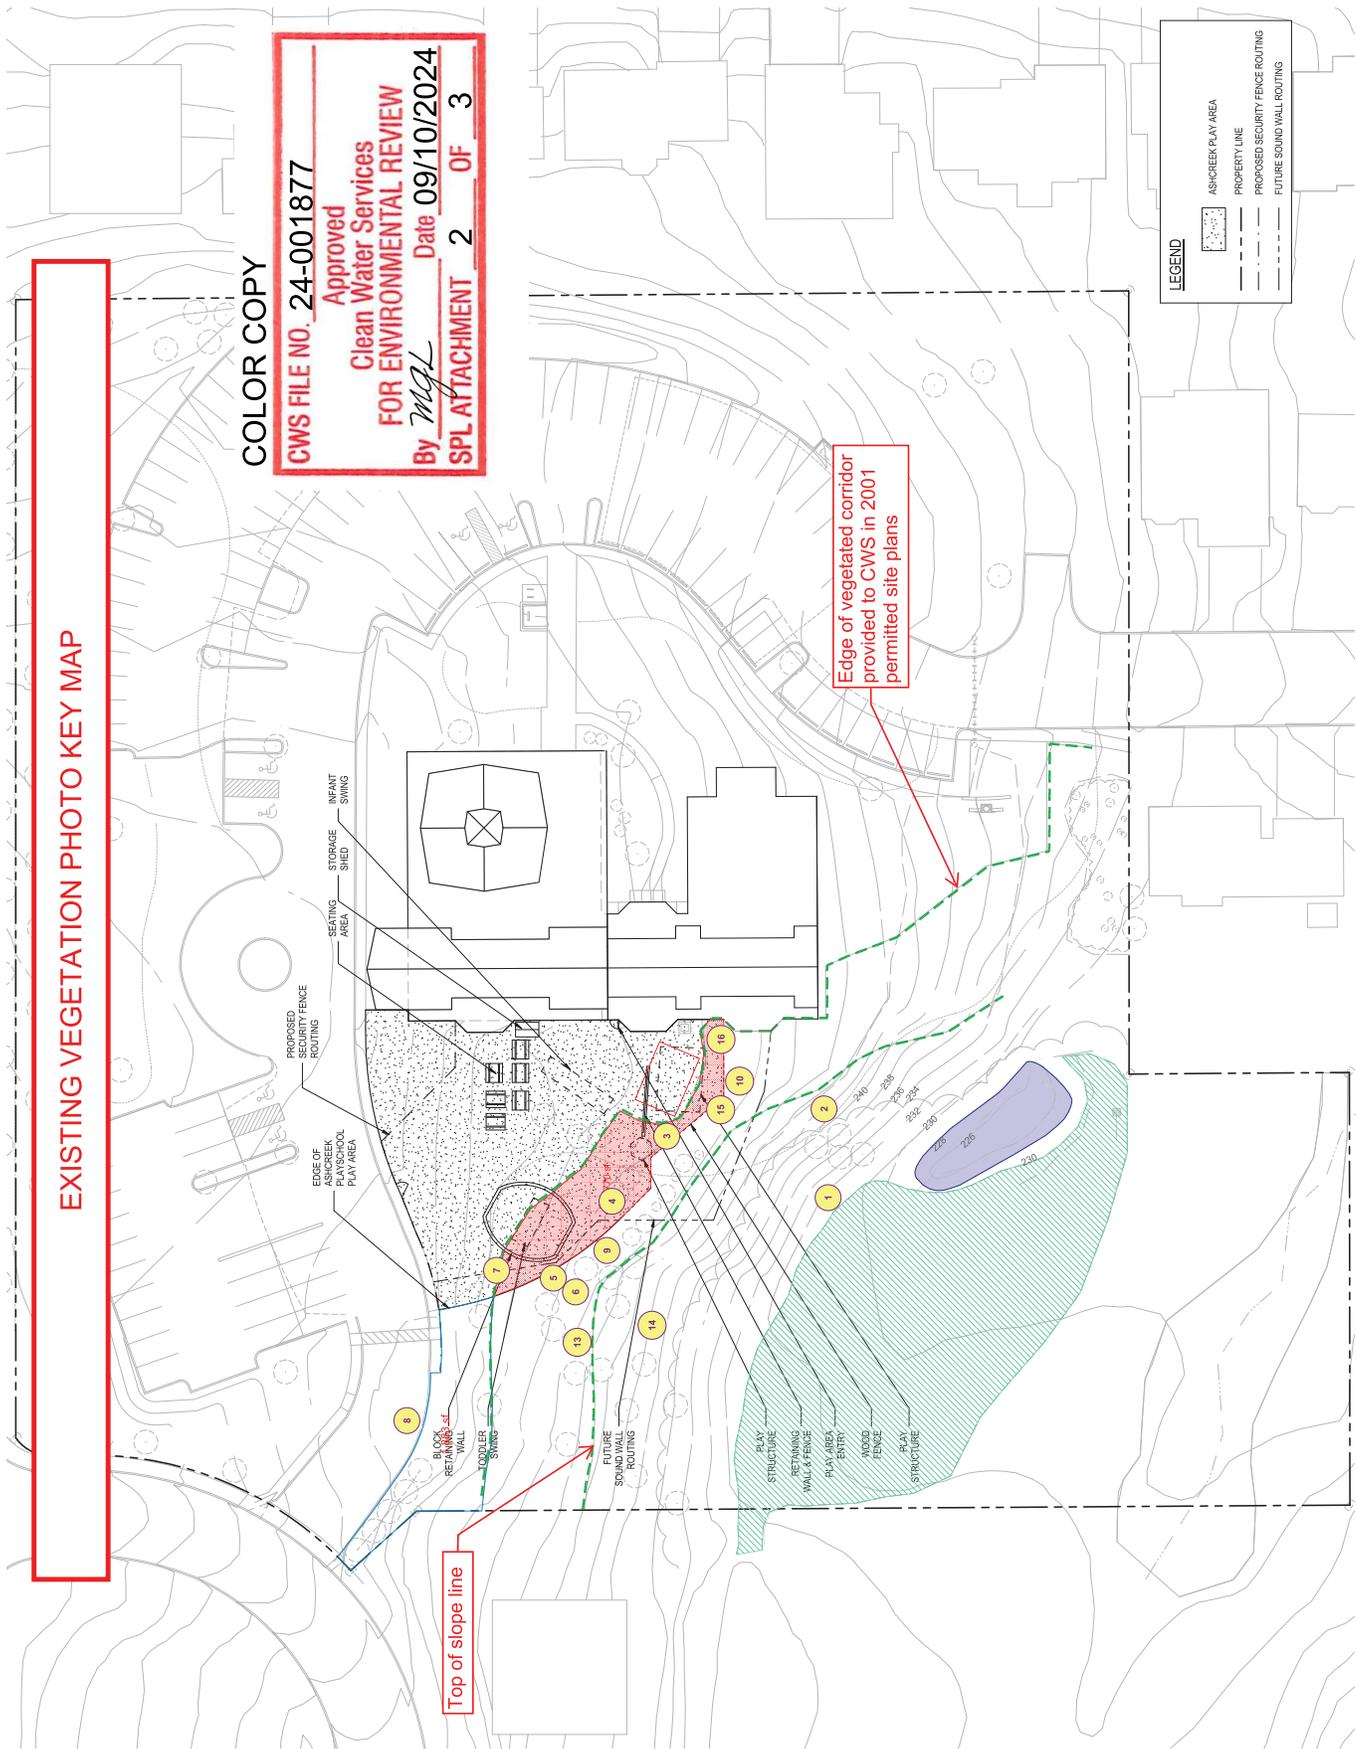 EXISTING VEGETATION PHOTO KEY MAP
COLOR COPY
CWS FILE NO. 24-001877
Approved
Clean Water Services
FOR ENVIRONMENTAL REVIEW
By MGL Date 09/10/2024
SPL ATTACHMENT 2 OF 3
PROPOSED
SECURITY FENCE
ROUTING
SEATING
AREA
STORAGE
SHED
INFANT
SWING
EDGE OF
ASHCREEK
PLAYSCHOOL
PLAY AREA
Edge of vegetated corridor
provided to CWS in 2001
permitted site plans
Top of slope line
BLOCK
RETAINING
WALL
TODDLER
SWING
FUTURE
SOUND WALL
ROUTING
PLAY
STRUCTURE
RETAINING
WALL & FENCE
PLAY AREA
ENTRY
WOOD
FENCE
PLAY
STRUCTURE
8
7
5
6
13
14
9
4
3
15
10
16
2
1
240
238
236
234
232
230
228
226
230
LEGEND
ASHCREEK PLAY AREA
PROPERTY LINE
PROPOSED SECURITY FENCE ROUTING
FUTURE SOUND WALL ROUTING